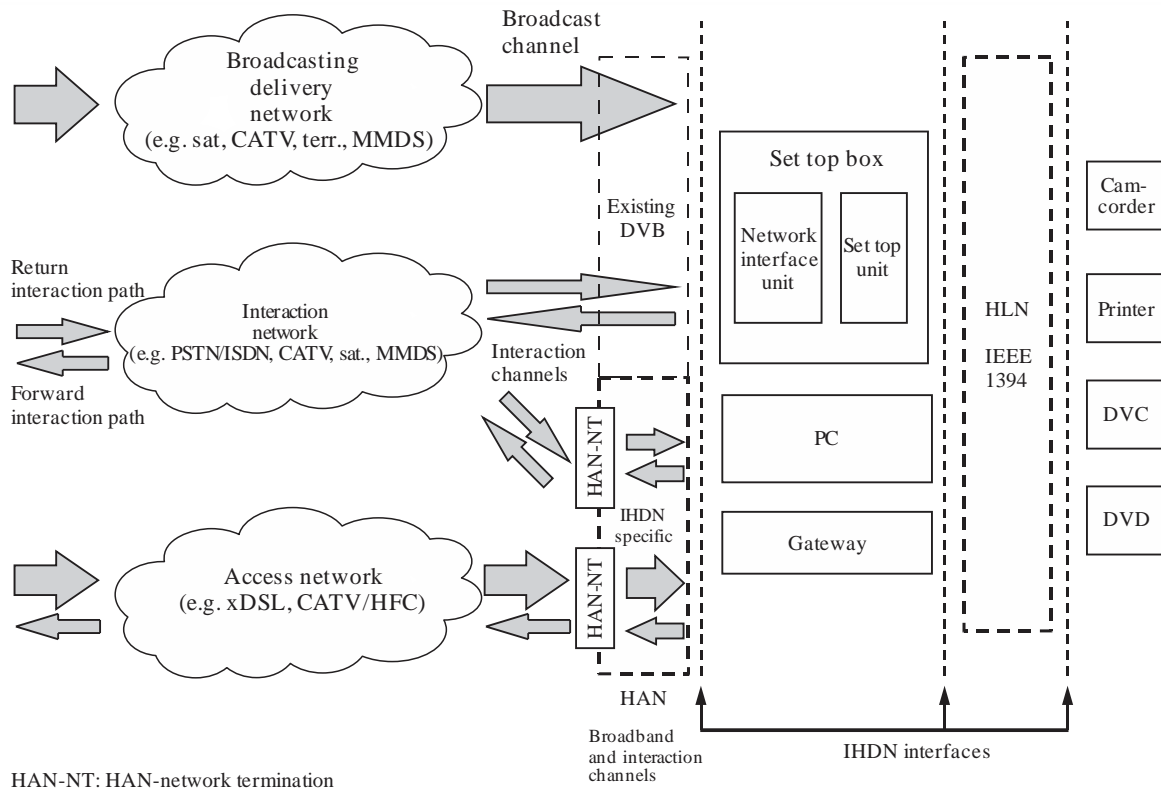 Broadcast
channel
Broadcasting
delivery
network
(e.g. sat, CATV, terr., MMDS)
Set top box
Network
interface
unit
Set top
unit
Existing
DVB
Cam-
corder
Return
interaction path
Interaction
network
(e.g. PSTN/ISDN, CATV, sat., MMDS)
Forward
interaction path
Interaction
channels
HLN
IEEE
1394
Printer
HAN-NT
PC
DVC
IHDN
specific
Gateway
DVD
Access network
(e.g. xDSL, CATV/HFC)
HAN-NT
HAN
Broadband
and interaction
channels
IHDN interfaces
HAN-NT: HAN-network termination